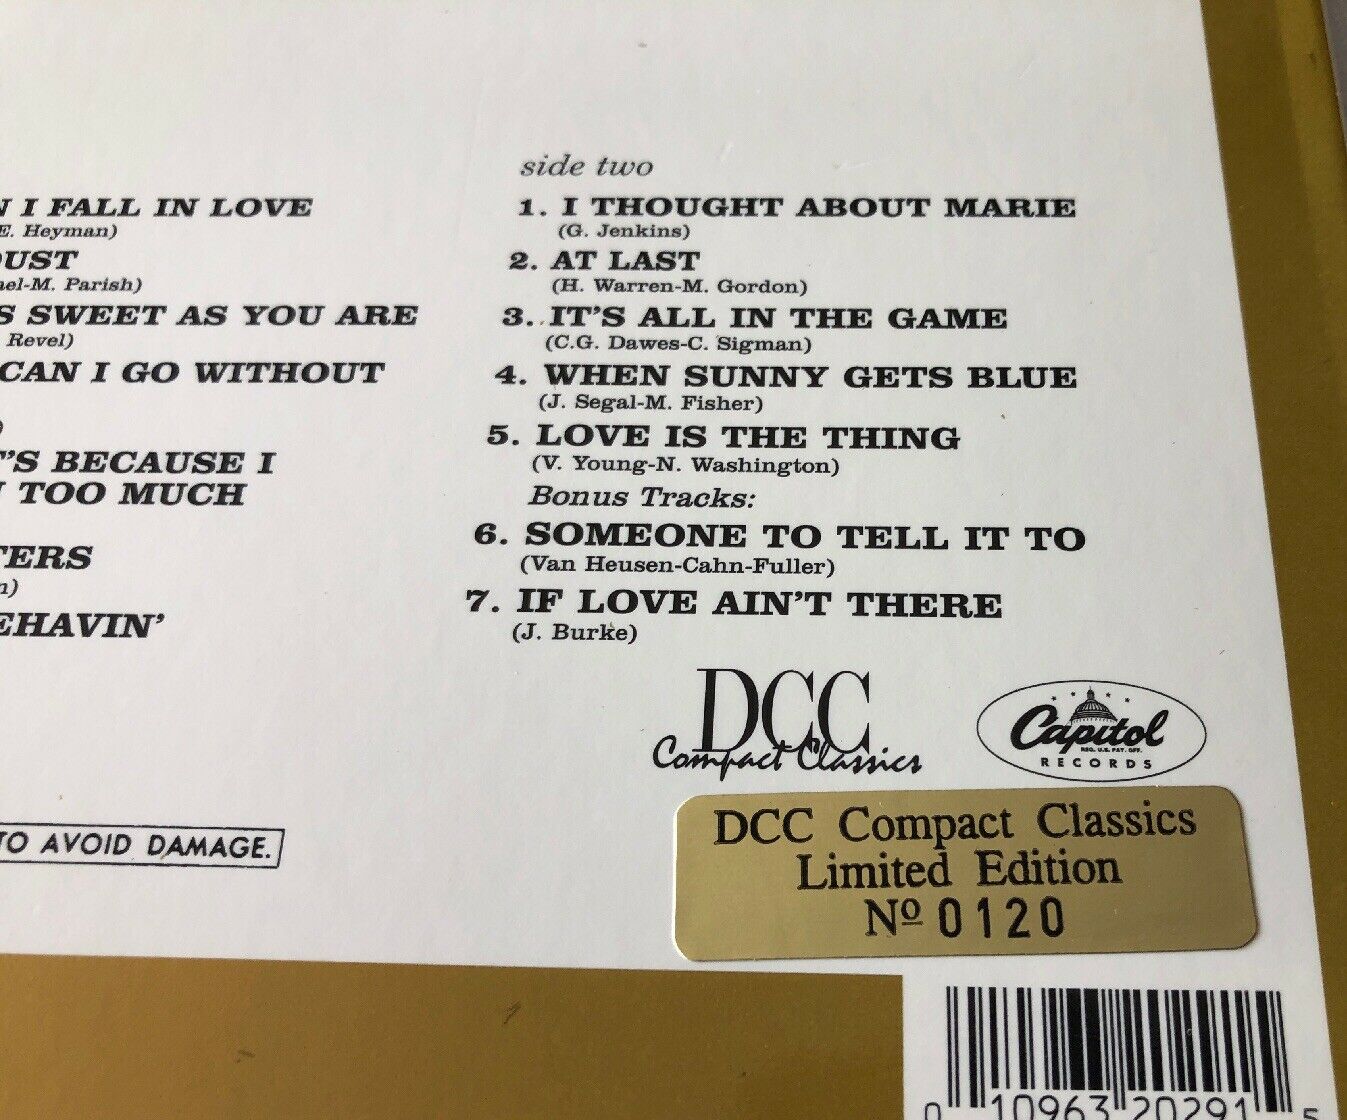 I FALL IN LOVE
E. Heyman)
M. Parish)
SWEET AS YOU ARE
Revel)
CAN I GO WITHOUT
'S BECAUSE I
TOO MUCH
side two
1. I THOUGHT ABOUT MARIE
(G. Jenkins)
2. AT LAST
(H. Warren-M. Gordon)
3. IT'S ALL IN THE GAME
(C.G. Dawes-C. Sigman)
4. WHEN SUNNY GETS BLUE
(J. Segal-M. Fisher)
5. LOVE IS THE THING
(V. Young-N. Washington)
Bonus Tracks:
6. SOMEONE TO TELL IT TO
(Van Heusen-Cahn-Fuller)
7. IF LOVE AIN'T THERE
(J. Burke)
DCC
Compact Classics
Capitol
REG. U.S. PAT. OFF.
RECORDS
TO AVOID DAMAGE.
DCC Compact Classics
Limited Edition
Nº 0120
0 10963 20291 5